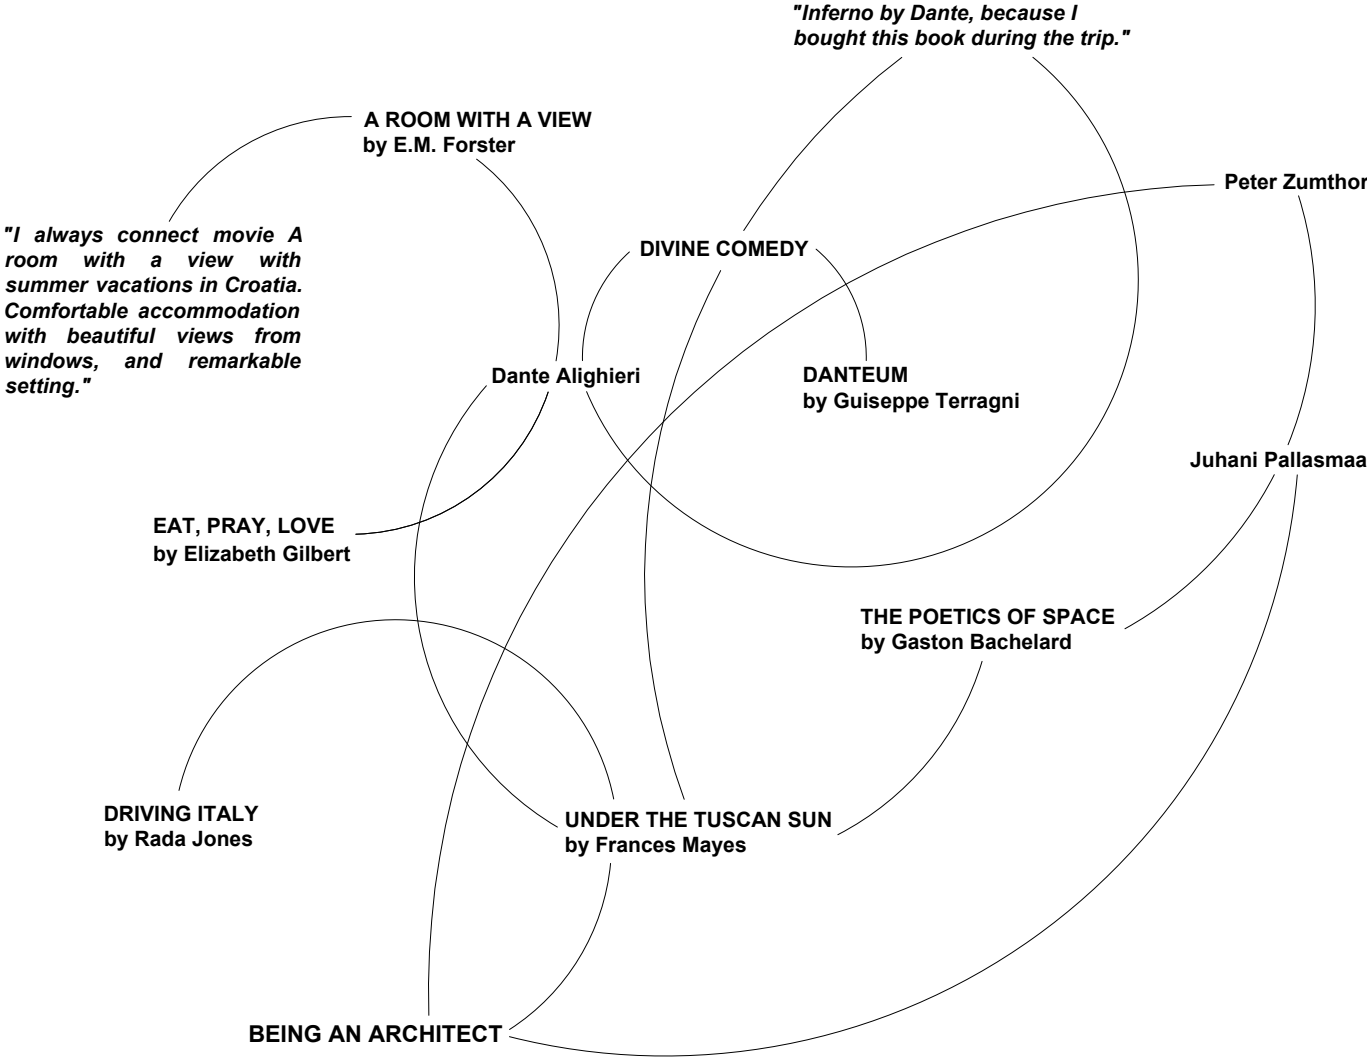 "Inferno by Dante, because I
bought this book during the trip."
A ROOM WITH A VIEW
by E.M. Forster
Peter Zumthor
"I always connect movie A
room with a view with
summer vacations in Croatia.
Comfortable accommodation
with beautiful views from
windows, and remarkable
setting."
DIVINE COMEDY
Dante Alighieri
DANTEUM
by Guiseppe Terragni
Juhani Pallasmaa
EAT, PRAY, LOVE
by Elizabeth Gilbert
THE POETICS OF SPACE
by Gaston Bachelard
DRIVING ITALY
by Rada Jones
UNDER THE TUSCAN SUN
by Frances Mayes
BEING AN ARCHITECT